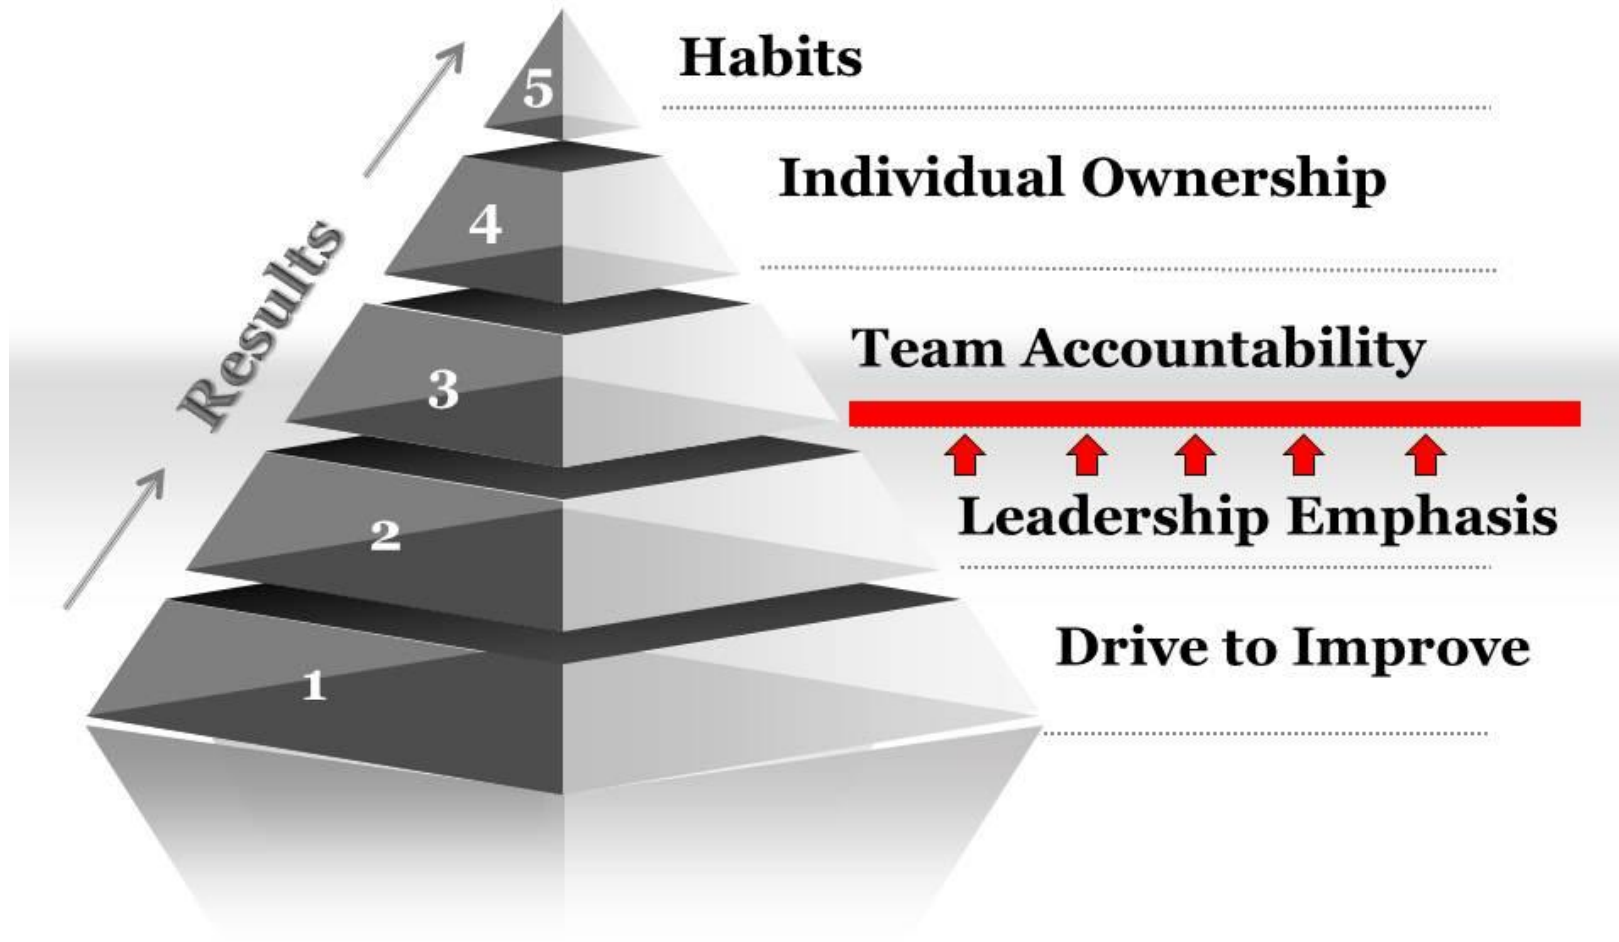 5
Habits
4
Individual Ownership
Results
3
Team Accountability
2
Leadership Emphasis
1
Drive to Improve